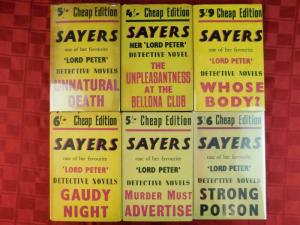 5/- Cheap Edition
SAYERS
one of her favourite
'LORD PETER'
DETECTIVE NOVELS
UNNATURAL
DEATH
4/- Cheap Edition
SAYERS
HER 'LORD PETER'
DETECTIVE NOVEL
THE
UNPLEASANTNESS
AT THE
BELLONA CLUB
3/9 Cheap Edition
SAYERS
one of her favourite
'LORD PETER'
DETECTIVE NOVELS
WHOSE
BODY?
6/- Cheap Edition
SAYERS
one of her favourite
'LORD PETER'
DETECTIVE NOVELS
GAUDY
NIGHT
5/- Cheap Edition
SAYERS
one of her favourite
'LORD PETER'
DETECTIVE NOVELS
MURDER MUST
ADVERTISE
3/6 Cheap Edition
SAYERS
one of her favourite
'LORD PETER'
DETECTIVE NOVELS
STRONG
POISON